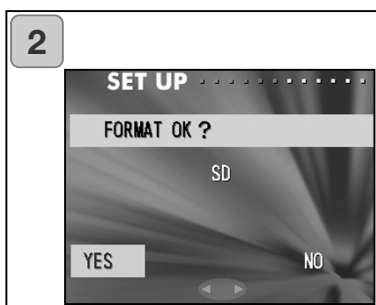 2
SET UP
FORMAT OK ?
SD
YES NO